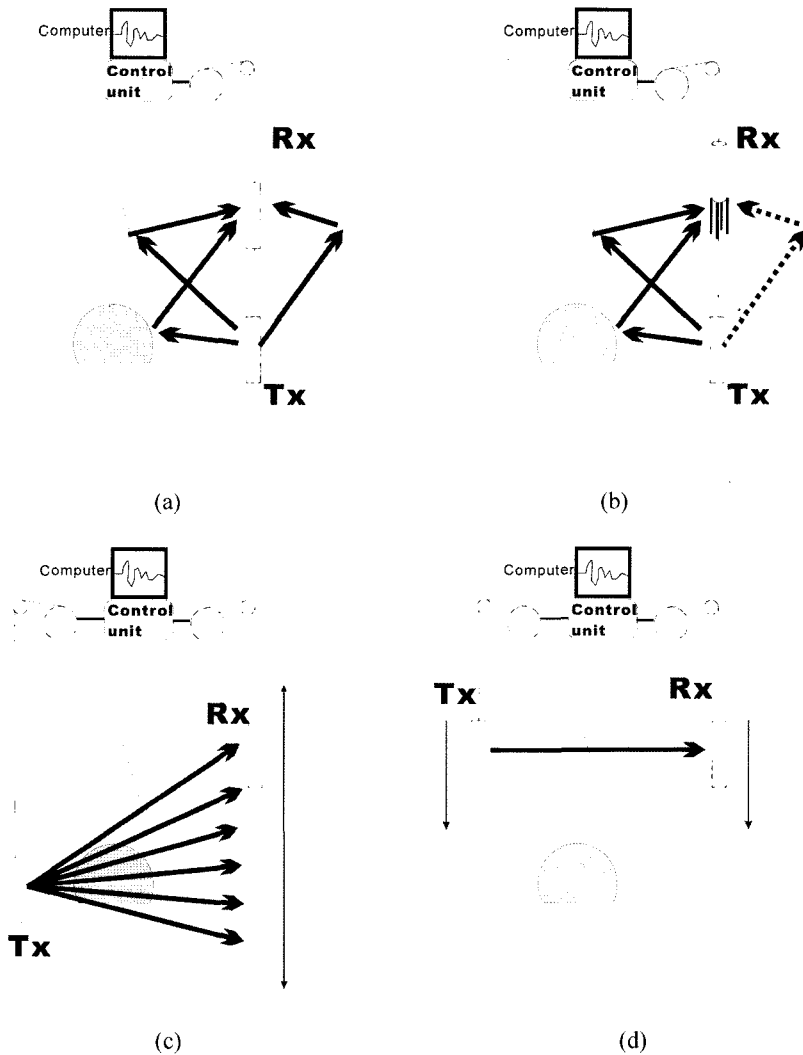 Computer
Control
unit
Rx
Tx
(a)
Computer
Control
unit
Rx
Tx
(b)
Computer
Control
unit
Rx
Tx
(c)
Computer
Control
unit
Tx
Rx
(d)